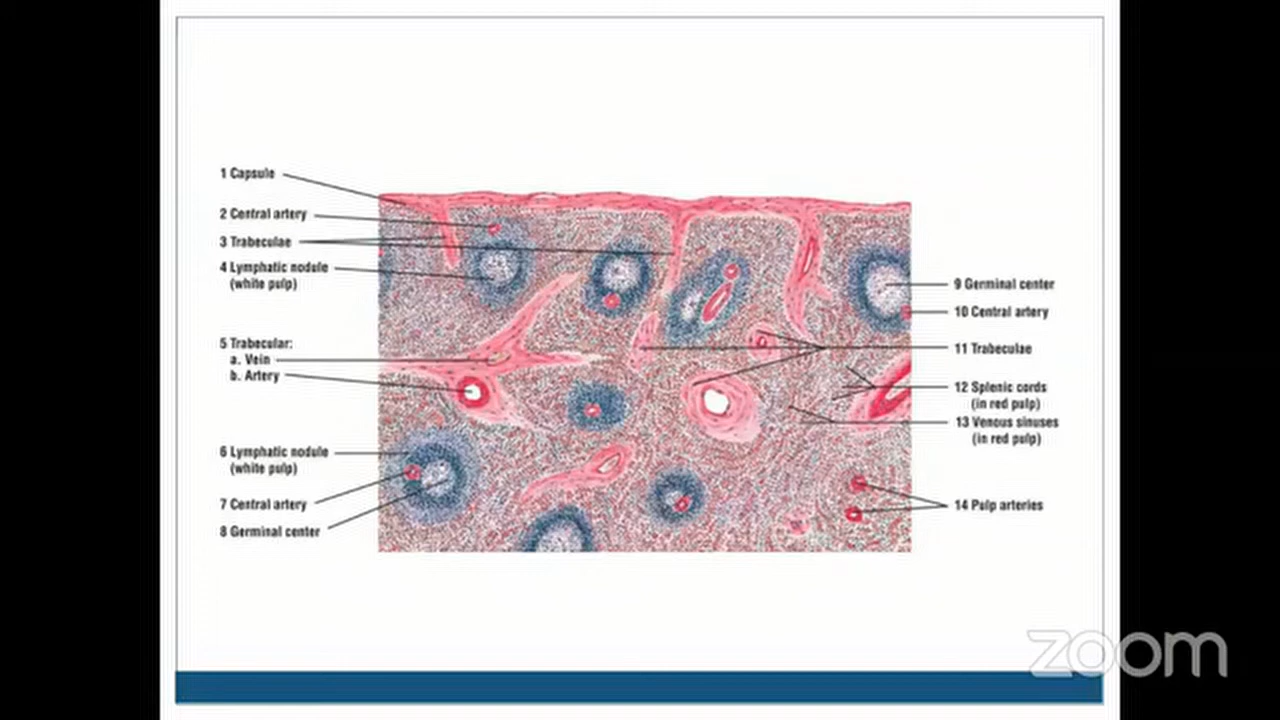 1 Capsule
2 Central artery
3 Trabeculae
4 Lymphatic nodule
(white pulp)
5 Trabecular:
a. Vein
b. Artery
6 Lymphatic nodule
(white pulp)
7 Central artery
8 Germinal center
9 Germinal center
10 Central artery
11 Trabeculae
12 Splenic cords
(in red pulp)
13 Venous sinuses
(in red pulp)
14 Pulp arteries
zoom